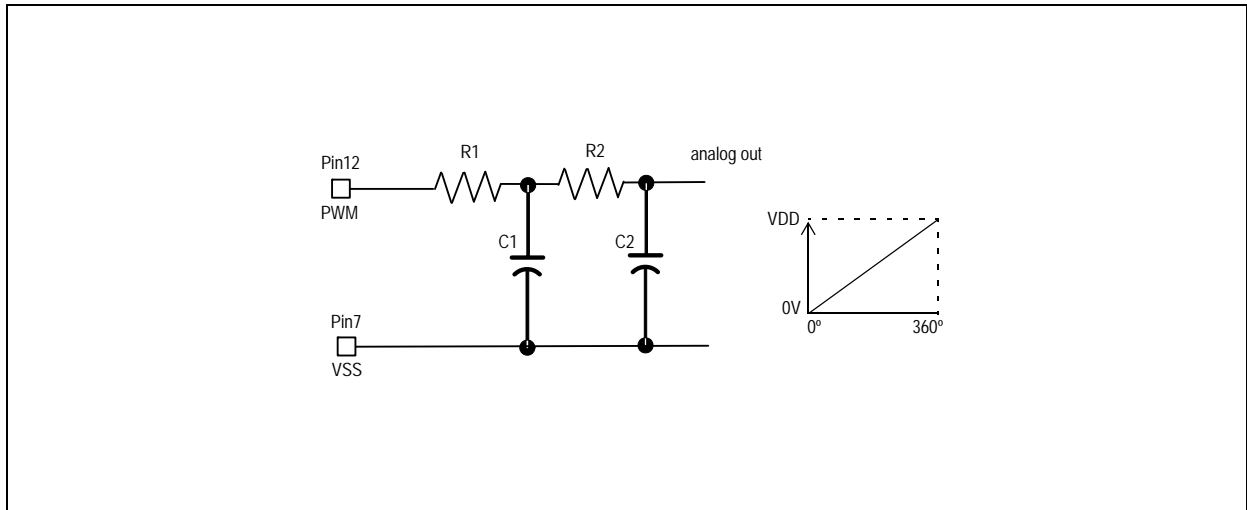 R1
R2
analog out
Pin12
PWM
C1
C2
VDD
0V
0º
360º
Pin7
VSS